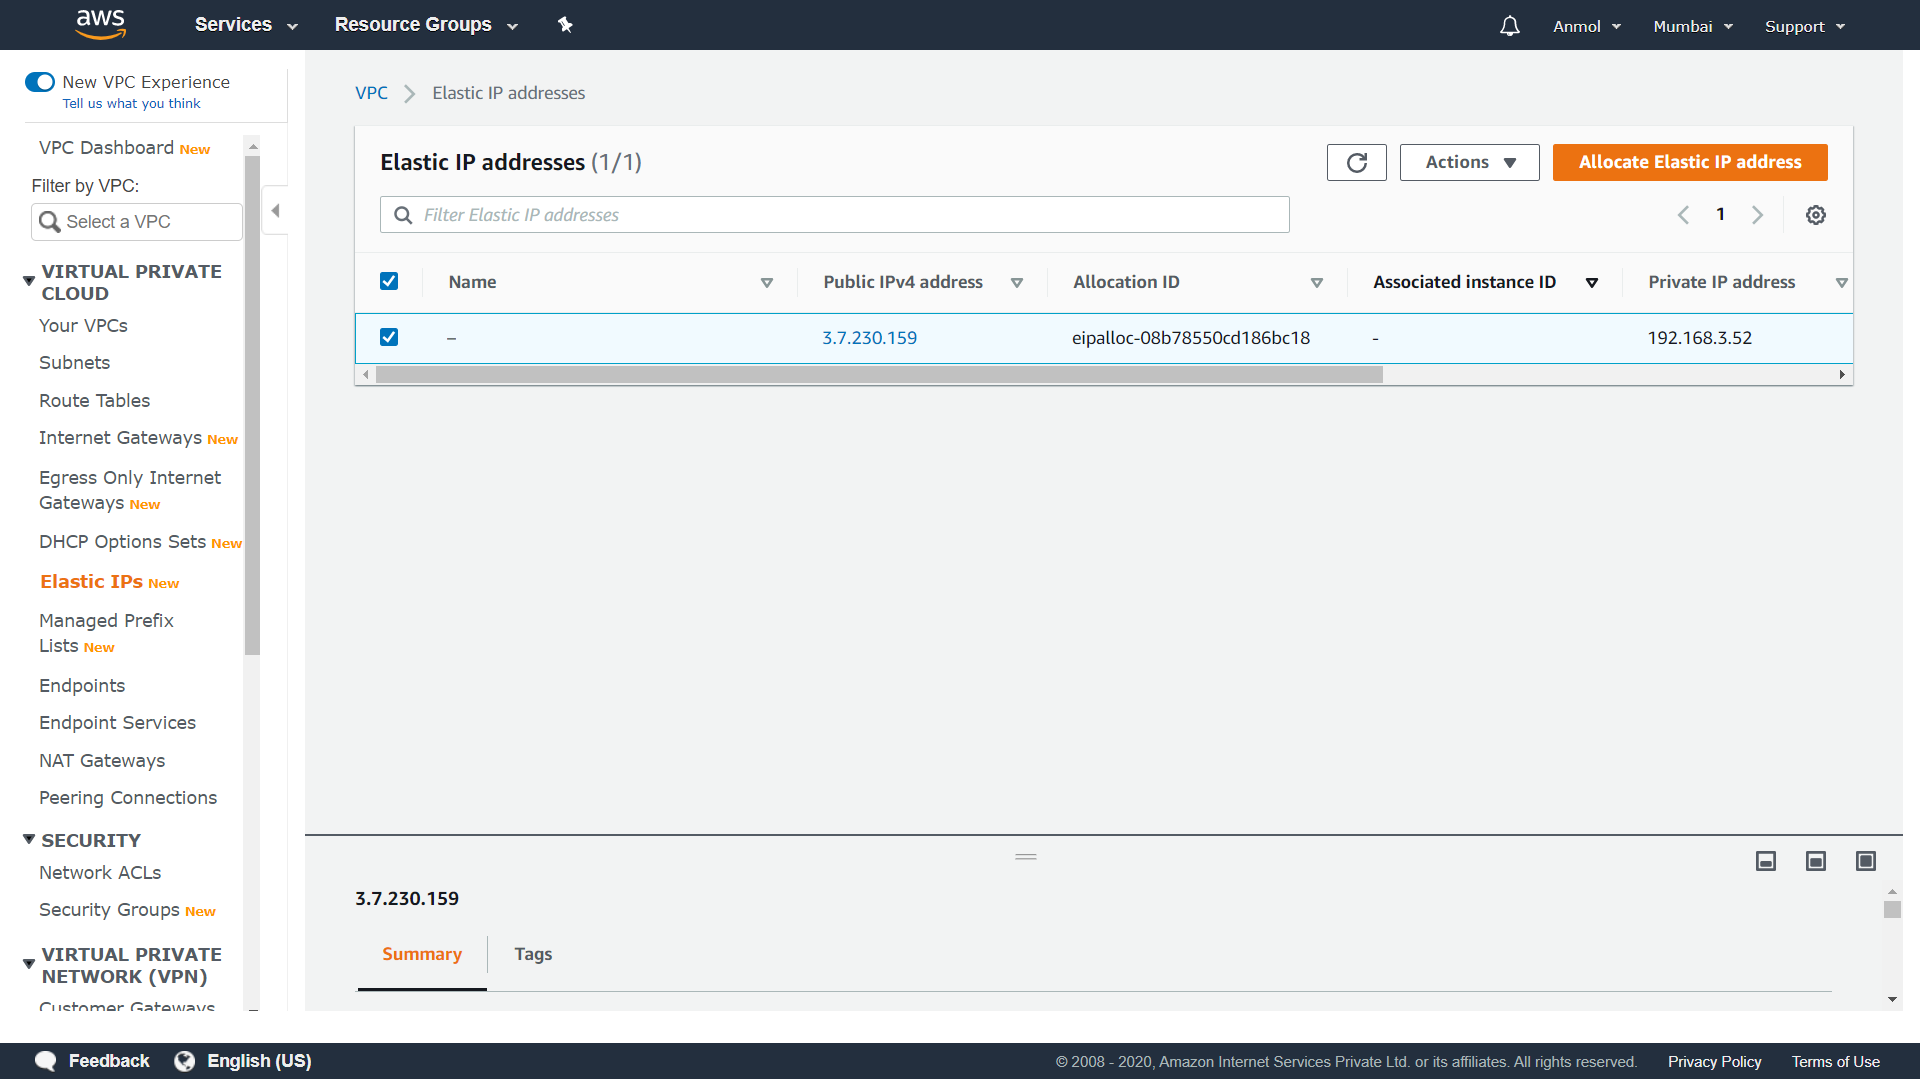 aws Services Resource Groups Anmol Mumbai Support
New VPC Experience
Tell us what you think
VPC Dashboard New
Filter by VPC:
Select a VPC
VIRTUAL PRIVATE
CLOUD
Your VPCs
Subnets
Route Tables
Internet Gateways New
Egress Only Internet
Gateways New
DHCP Options Sets New
Elastic IPs New
Managed Prefix
Lists New
Endpoints
Endpoint Services
NAT Gateways
Peering Connections
SECURITY
Network ACLs
Security Groups New
VIRTUAL PRIVATE
NETWORK (VPN)
Customer Gateways
VPC Elastic IP addresses
Elastic IP addresses (1/1) Actions Allocate Elastic IP address
Filter Elastic IP addresses 1
Name Public IPv4 address Allocation ID Associated instance ID Private IP address
– 3.7.230.159 eipalloc-08b78550cd186bc18 - 192.168.3.52
3.7.230.159
Summary Tags
Feedback English (US) © 2008 - 2020, Amazon Internet Services Private Ltd. or its affiliates. All rights reserved. Privacy Policy Terms of Use